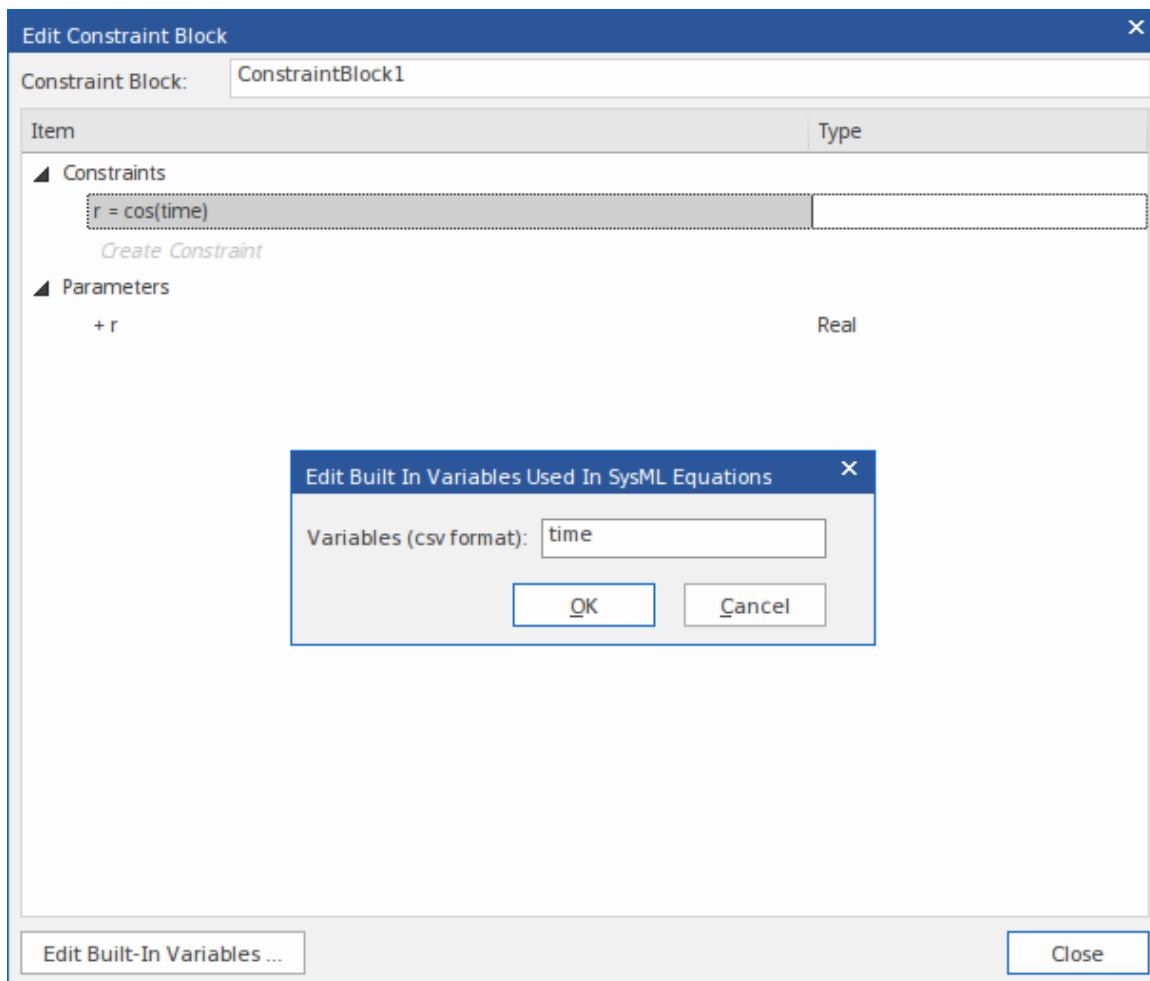 Edit Constraint Block
Constraint Block: ConstraintBlock1
Item Type
Constraints
r = cos(time)
Create Constraint
Parameters
+ r Real
Edit Built In Variables Used In SysML Equations
Variables (csv format): time
OK Cancel
Edit Built-In Variables ... Close